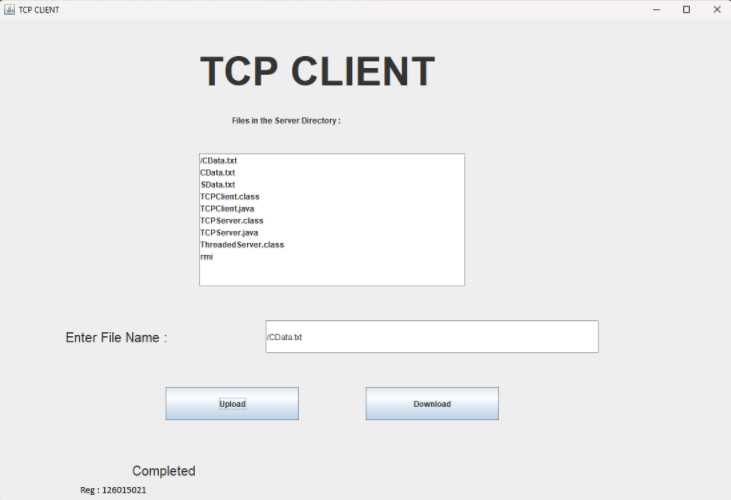 TCP CLIENT
TCP CLIENT
Files in the Server Directory :
/CData.txt
CData.txt
SData.txt
TCPClient.class
TCPClient.java
TCPServer.class
TCPServer.java
ThreadedServer.class
rmi
Enter File Name :
/CData.txt
Upload
Download
Completed
Reg : 126015021